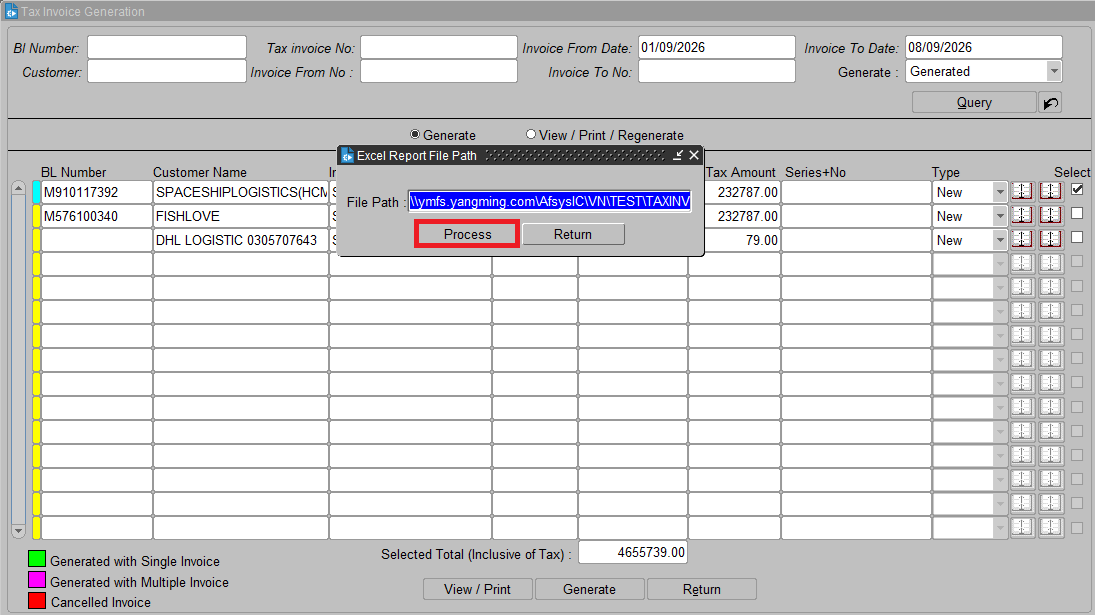 Tax Invoice Generation
Bl Number: Tax invoice No: Invoice From Date: 01/09/2026 Invoice To Date: 08/09/2026
Customer: Invoice From No : Invoice To No: Generate : Generated
Query
Generate View / Print / Regenerate
Excel Report File Path
File Path : \\ymfs.yangming.com\AfsysIC\VN\TEST\TAXINV
Process Return
BL Number Customer Name Tax Amount Series+No Type Select
M910117392 SPACESHIPLOGISTICS(HCM 232787.00 New
M576100340 FISHLOVE 232787.00 New
DHL LOGISTIC 0305707643 79.00 New
Selected Total (Inclusive of Tax) : 4655739.00
Generated with Single Invoice
Generated with Multiple Invoice
Cancelled Invoice
View / Print Generate Return